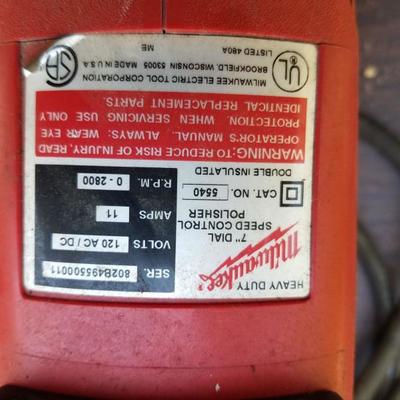 HEAVY DUTY
Milwaukee
7" DIAL
SPEED CONTROL
POLISHER
CAT. NO. 5540
DOUBLE INSULATED
SER. 802B495500011
VOLTS 120 AC / DC
AMPS 11
R.P.M. 0 - 2800
WARNING: TO REDUCE RISK OF INJURY, READ
OPERATOR'S MANUAL. ALWAYS: WEAR EYE
PROTECTION. WHEN SERVICING USE ONLY
IDENTICAL REPLACEMENT PARTS.
MILWAUKEE ELECTRIC TOOL CORPORATION
BROOKFIELD, WISCONSIN 53005 MADE IN U.S.A.
UL
LISTED 480A
ME
SA